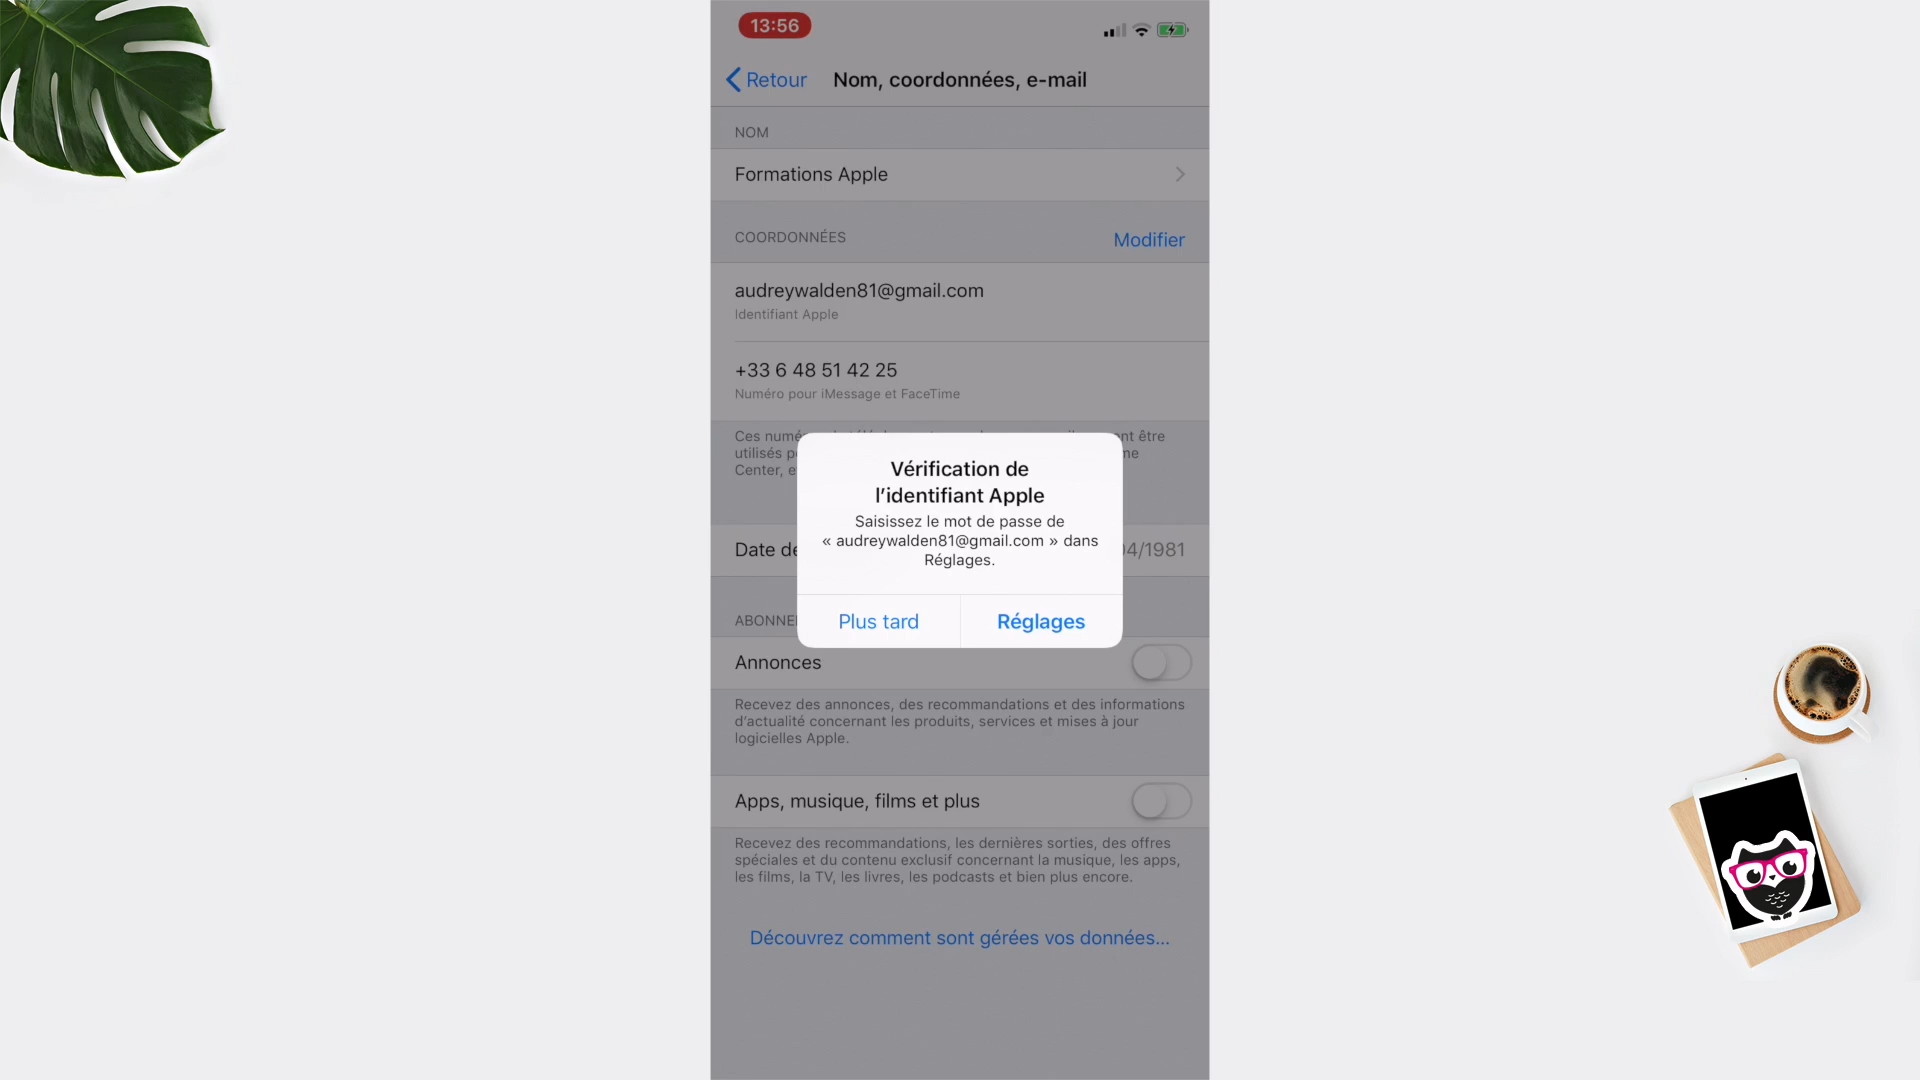 13:56
Retour
Nom, coordonnées, e-mail
NOM
Formations Apple
COORDONNÉES
Modifier
audreywalden81@gmail.com
Identifiant Apple
+33 6 48 51 42 25
Numéro pour iMessage et FaceTime
Ces numé
nt être
utilisés p
me
Center, e
Vérification de
l'identifiant Apple
Saisissez le mot de passe de
« audreywalden81@gmail.com » dans
Réglages.
Date de
04/1981
Plus tard
Réglages
ABONNE
Annonces
Recevez des annonces, des recommandations et des informations
d'actualité concernant les produits, services et mises à jour
logicielles Apple.
Apps, musique, films et plus
Recevez des recommandations, les dernières sorties, des offres
spéciales et du contenu exclusif concernant la musique, les apps,
les films, la TV, les livres, les podcasts et bien plus encore.
Découvrez comment sont gérées vos données...